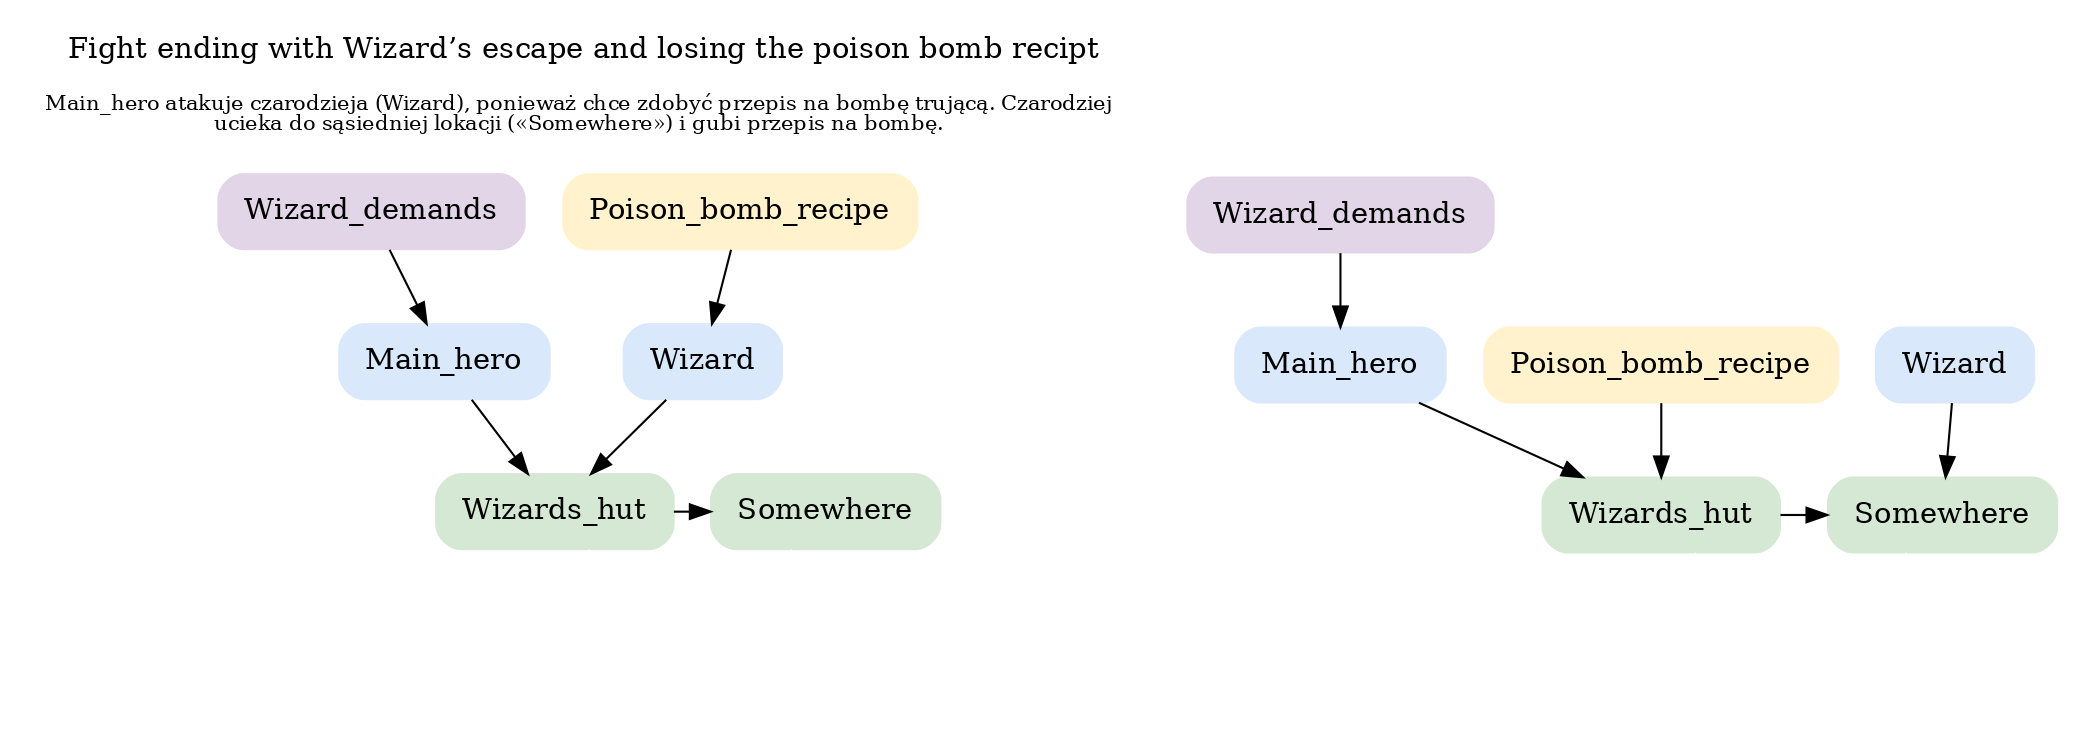 Fight ending with Wizard’s escape and losing the poison bomb recipt
Main_hero atakuje czarodzieja (Wizard), ponieważ chce zdobyć przepis na bombę trującą. Czarodziej
ucieka do sąsiedniej lokacji («Somewhere») i gubi przepis na bombę.
Wizard_demands
Poison_bomb_recipe
Main_hero
Wizard
Wizards_hut
Somewhere
Wizard_demands
Main_hero
Poison_bomb_recipe
Wizard
Wizards_hut
Somewhere